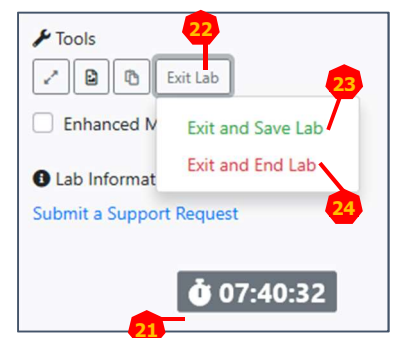 22
Tools
Exit Lab
23
Enhanced M
Exit and Save Lab
Exit and End Lab
Lab Informat
24
Submit a Support Request
07:40:32
21